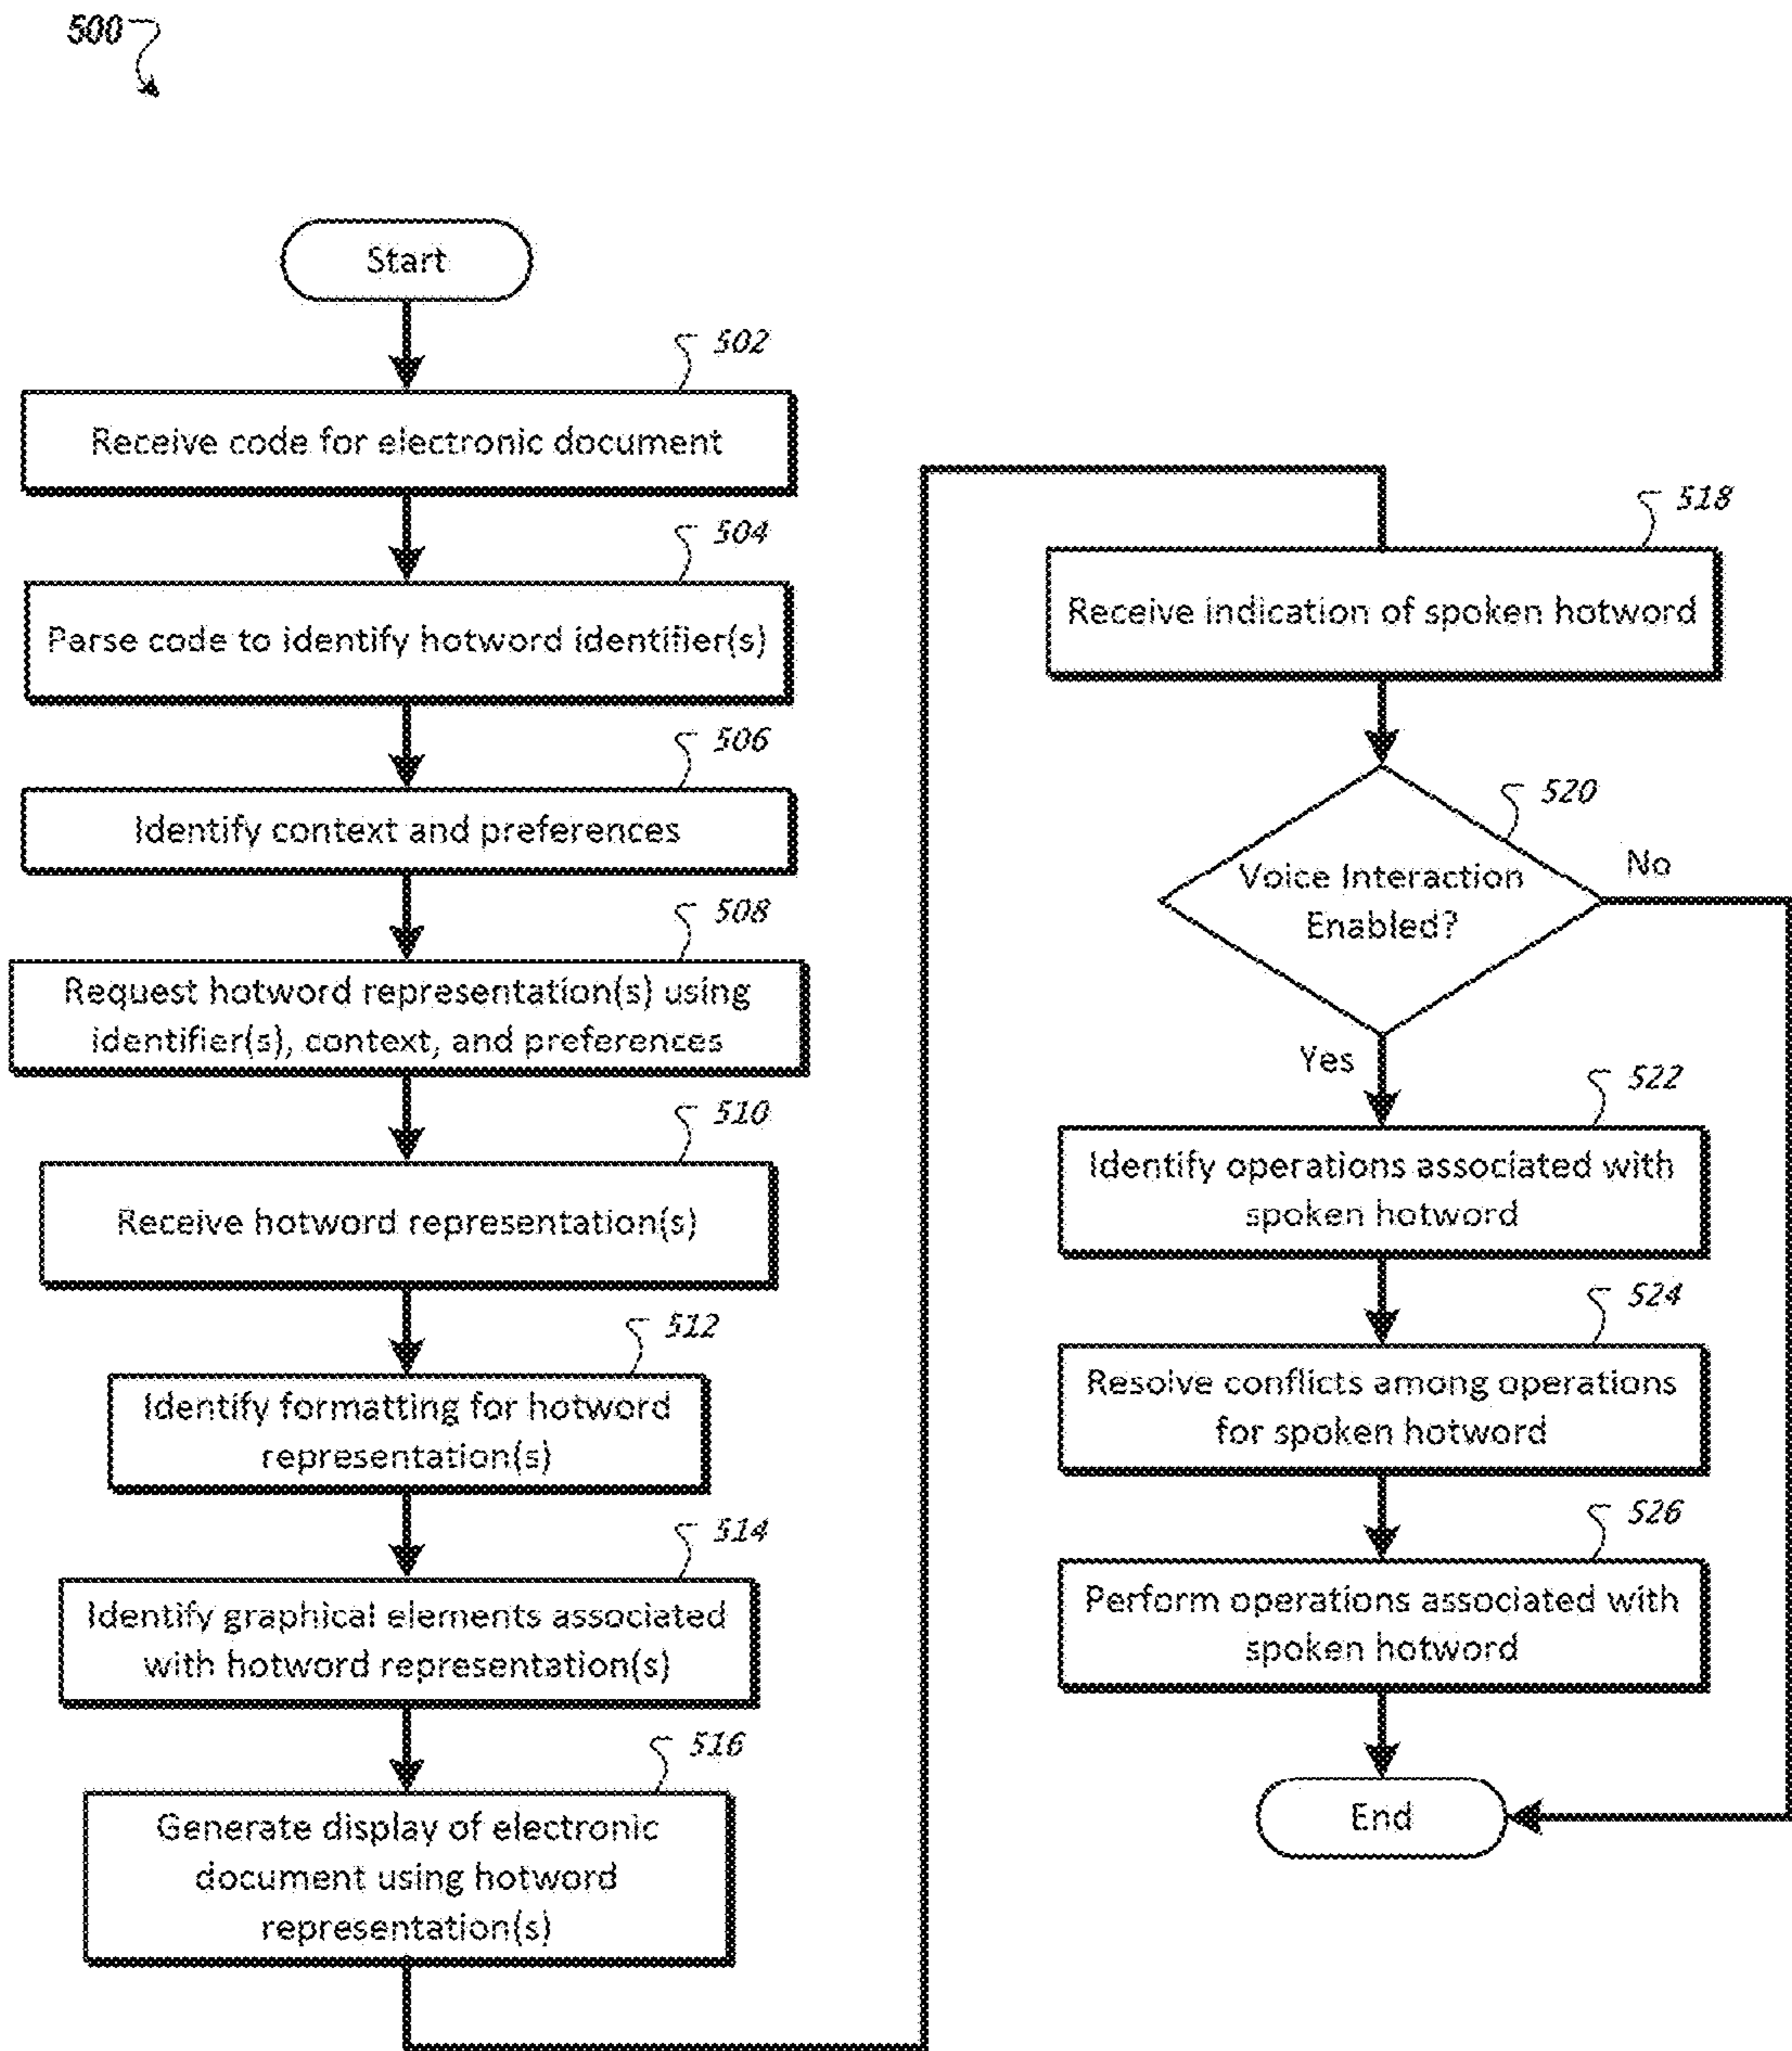 500
Start
502
Receive code for electronic document
504
Parse code to identify hotword identifier(s)
506
Identify context and preferences
508
Request hotword representation(s) using
identifier(s), context, and preferences
510
Receive hotword representation(s)
512
Identify formatting for hotword
representation(s)
514
Identify graphical elements associated
with hotword representation(s)
516
Generate display of electronic
document using hotword
representation(s)
518
Receive indication of spoken hotword
520
Voice Interaction
Enabled?
No
Yes
522
Identify operations associated with
spoken hotword
524
Resolve conflicts among operations
for spoken hotword
526
Perform operations associated with
spoken hotword
End